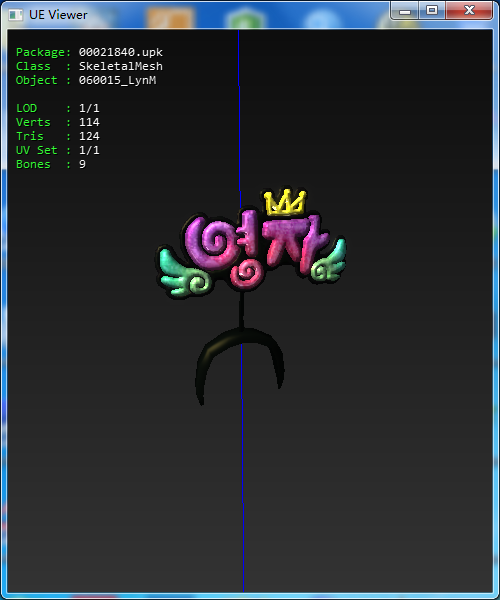 UE Viewer
Package: 00021840.upk
Class : SkeletalMesh
Object : 060015_LynM
LOD : 1/1
Verts : 114
Tris : 124
UV Set : 1/1
Bones : 9
영자